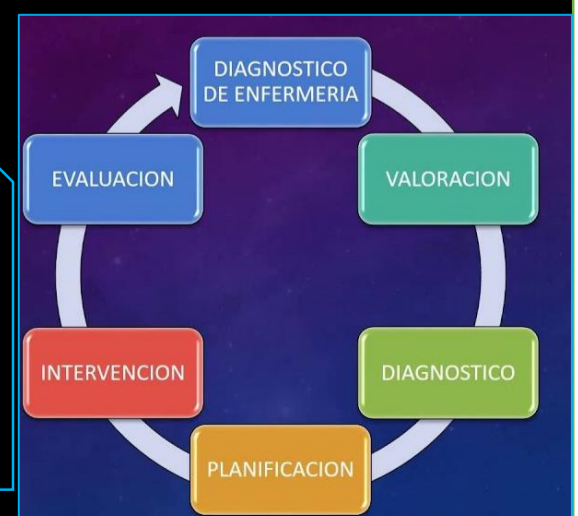 DIAGNOSTICO
DE ENFERMERIA
VALORACION
DIAGNOSTICO
PLANIFICACION
INTERVENCION
EVALUACION